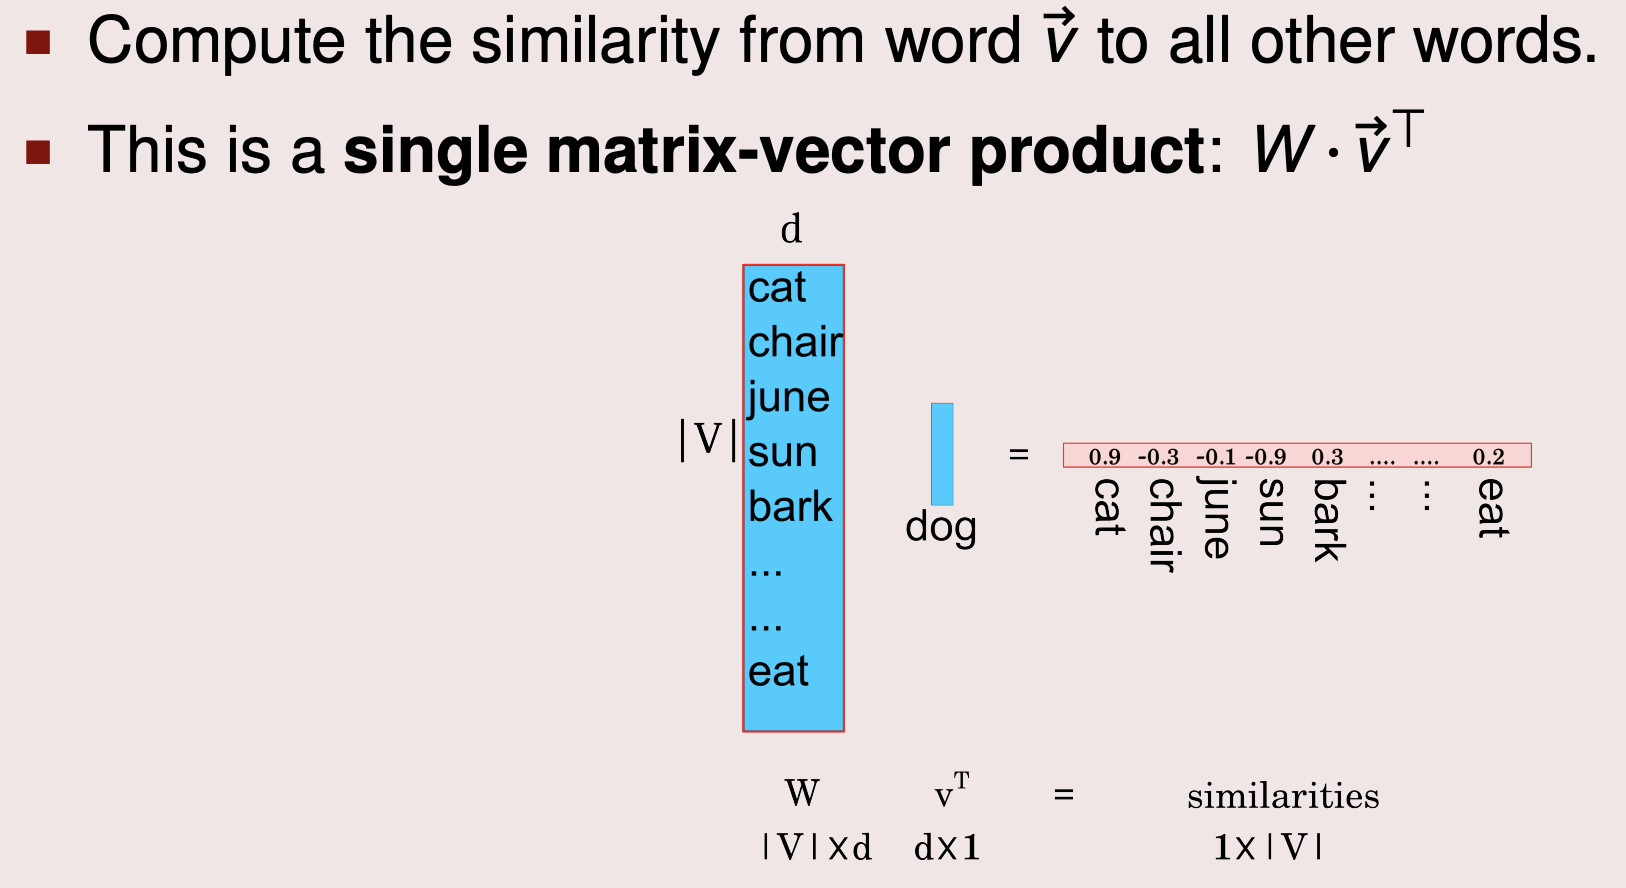 Compute the similarity from word v⃗ to all other words.
This is a single matrix-vector product: W · v⃗⊤
d
cat
chair
june
|V|
sun
bark
...
...
eat
dog
=
0.9 -0.3 -0.1 -0.9 0.3 .... .... 0.2
cat chair june sun bark ... ... eat
W vT = similarities
|V|xd dx1 1x|V|